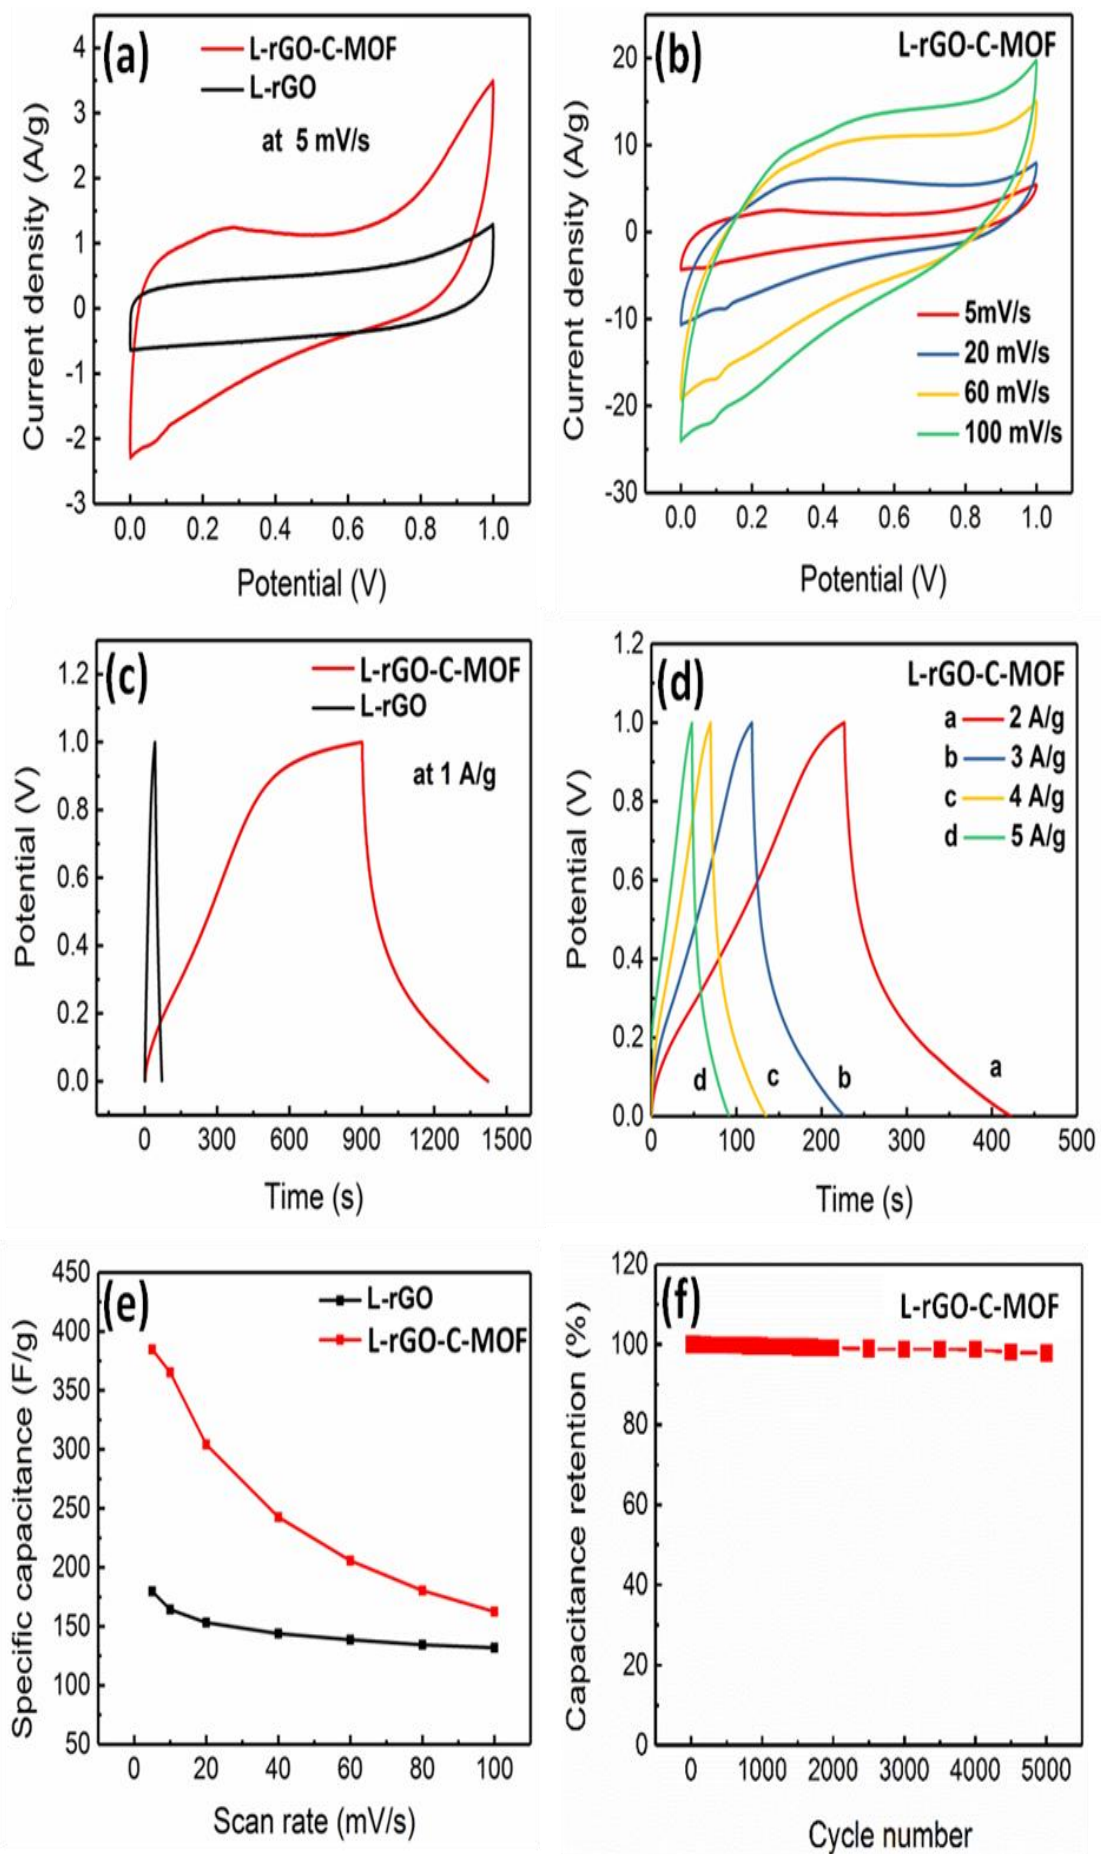 (a)
L-rGO-C-MOF
L-rGO
at 5 mV/s
Current density (A/g)
4
3
2
1
0
-1
-2
-3
0.0 0.2 0.4 0.6 0.8 1.0
Potential (V)
(b)
L-rGO-C-MOF
Current density (A/g)
20
10
0
-10
-20
-30
5mV/s
20 mV/s
60 mV/s
100 mV/s
0.0 0.2 0.4 0.6 0.8 1.0
Potential (V)
(c)
L-rGO-C-MOF
L-rGO
at 1 A/g
Potential (V)
1.2
1.0
0.8
0.6
0.4
0.2
0.0
0 300 600 900 1200 1500
Time (s)
(d)
L-rGO-C-MOF
a 2 A/g
b 3 A/g
c 4 A/g
d 5 A/g
Potential (V)
1.2
1.0
0.8
0.6
0.4
0.2
0.0
d c b a
0 100 200 300 400 500
Time (s)
(e)
L-rGO
L-rGO-C-MOF
Specific capacitance (F/g)
450
400
350
300
250
200
150
100
50
0 20 40 60 80 100
Scan rate (mV/s)
(f)
L-rGO-C-MOF
Capacitance retention (%)
120
100
80
60
40
20
0
0 1000 2000 3000 4000 5000
Cycle number